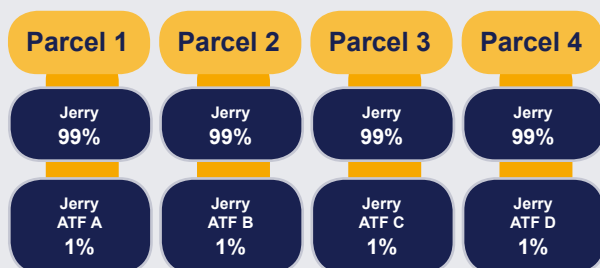 Parcel 1
Parcel 2
Parcel 3
Parcel 4
Jerry
99%
Jerry
99%
Jerry
99%
Jerry
99%
Jerry
ATF A
1%
Jerry
ATF B
1%
Jerry
ATF C
1%
Jerry
ATF D
1%